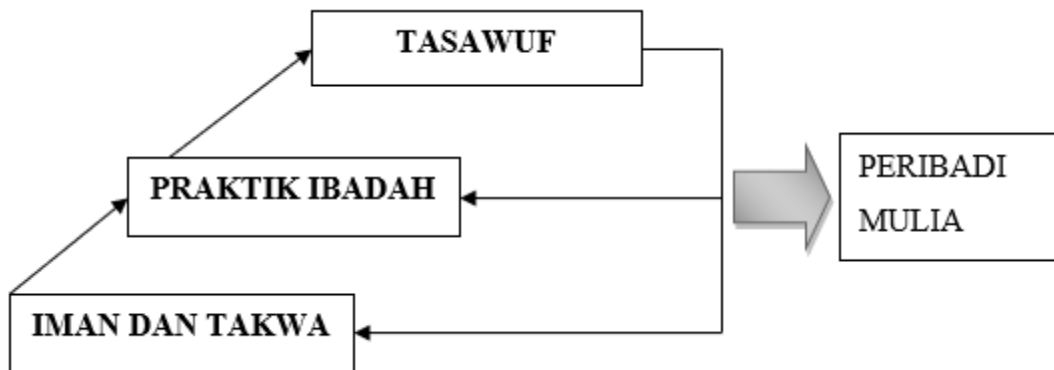 TASAWUF
PRAKTIK IBADAH
IMAN DAN TAKWA
PERIBADI
MULIA